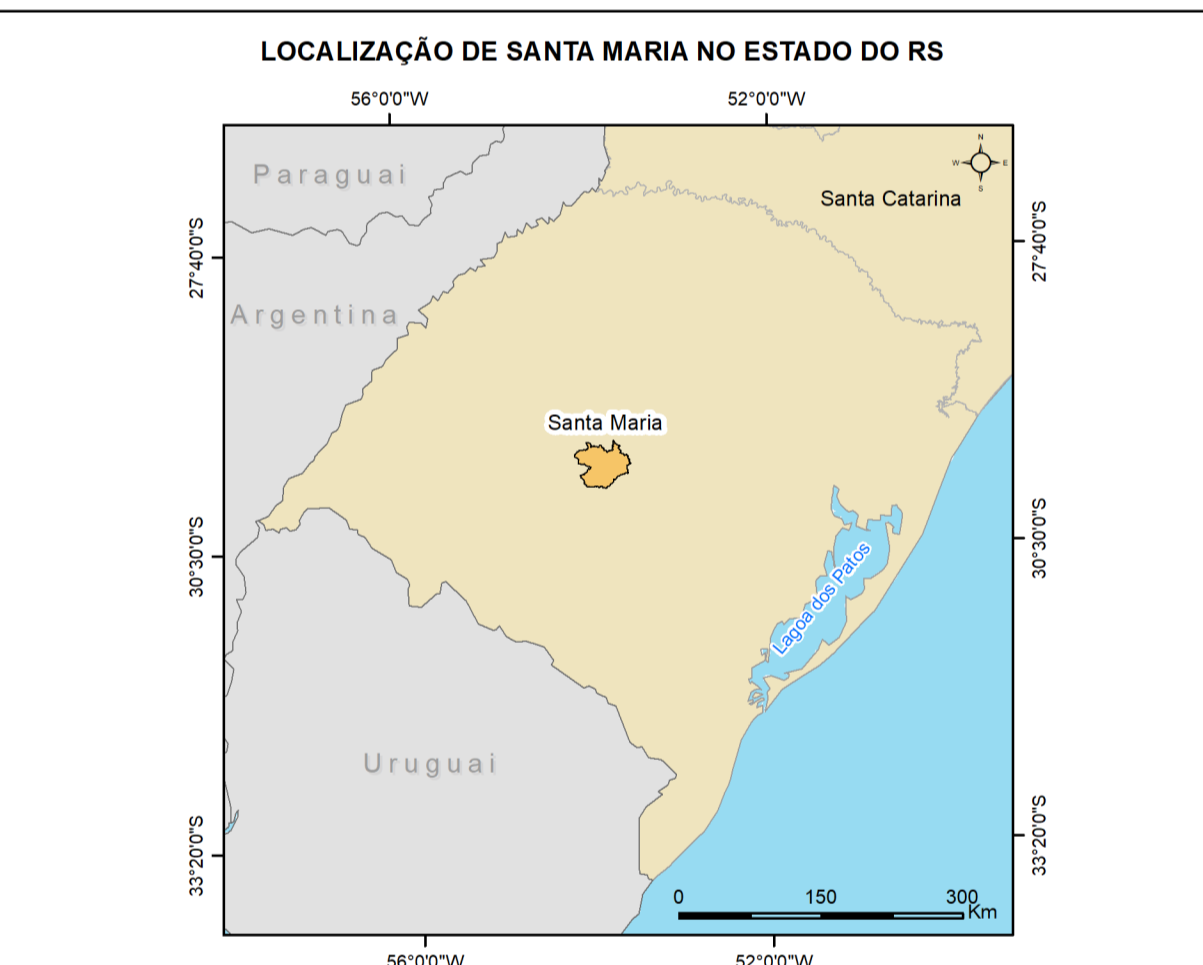 LOCALIZAÇÃO DE SANTA MARIA NO ESTADO DO RS
56°0'0"W
52°0'0"W
N
W
E
S
Paraguai
Santa Catarina
27°40'0"S
27°40'0"S
Argentina
Santa Maria
30°30'0"S
30°30'0"S
Lagoa dos Patos
Uruguai
33°20'0"S
33°20'0"S
0
150
300
Km
56°0'0"W
52°0'0"W